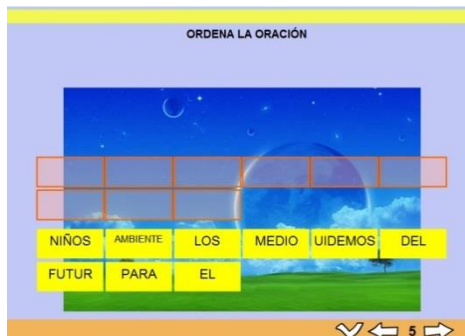 ORDENA LA ORACIÓN
NIÑOS AMBIENTE LOS MEDIO UIDEMOS DEL
FUTUR PARA EL
5